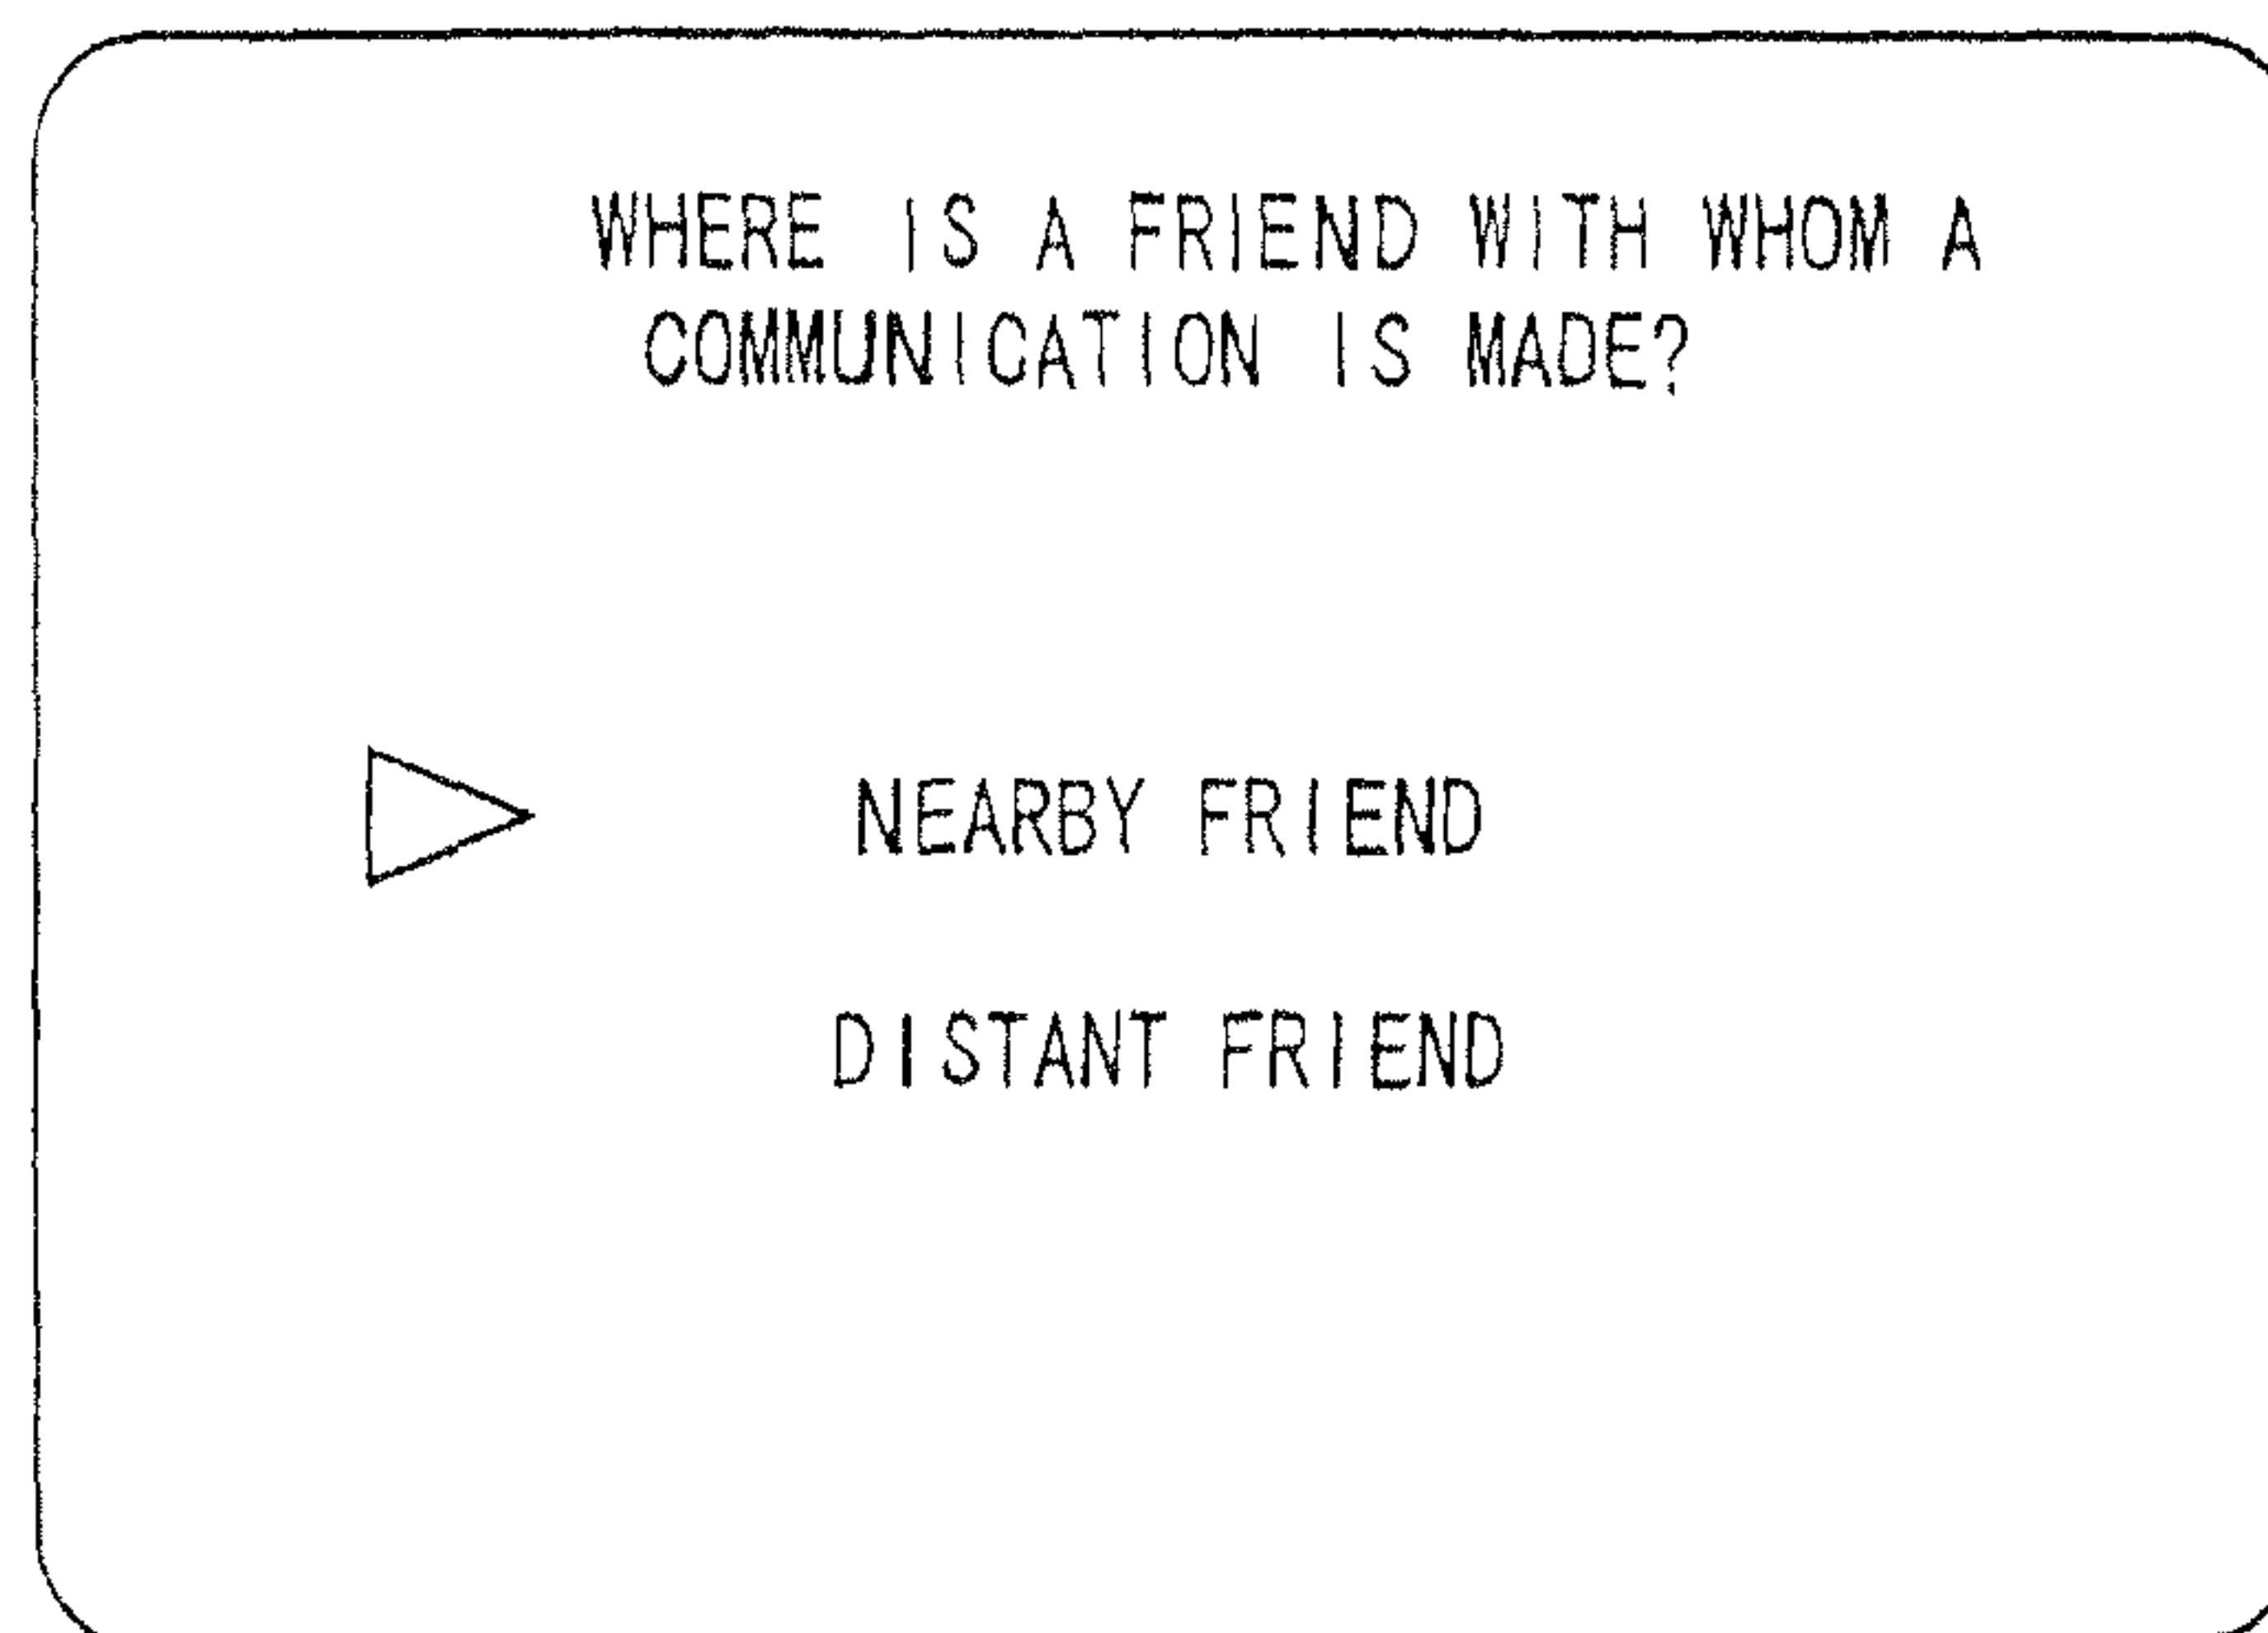 WHERE IS A FRIEND WITH WHOM A
COMMUNICATION IS MADE?
NEARBY FRIEND
DISTANT FRIEND